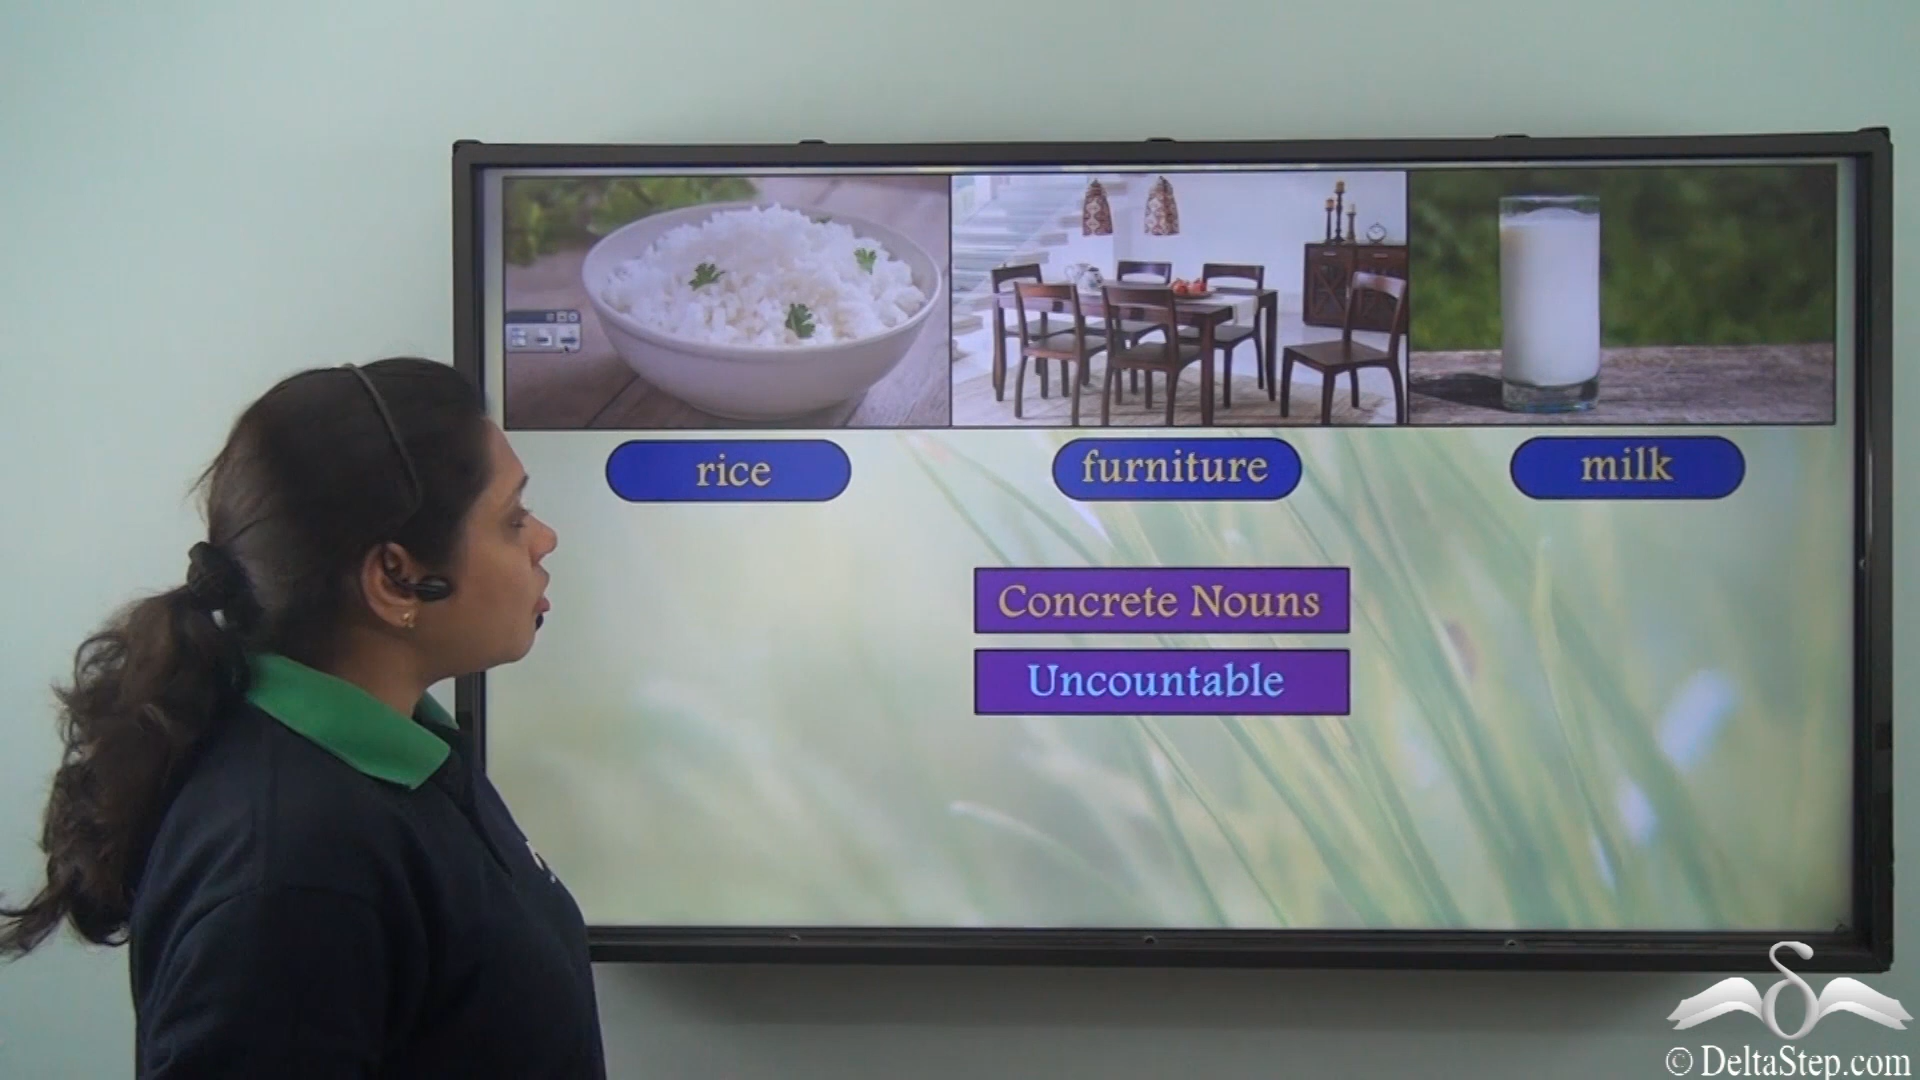 rice
furniture
milk
Concrete Nouns
Uncountable
© DeltaStep.com